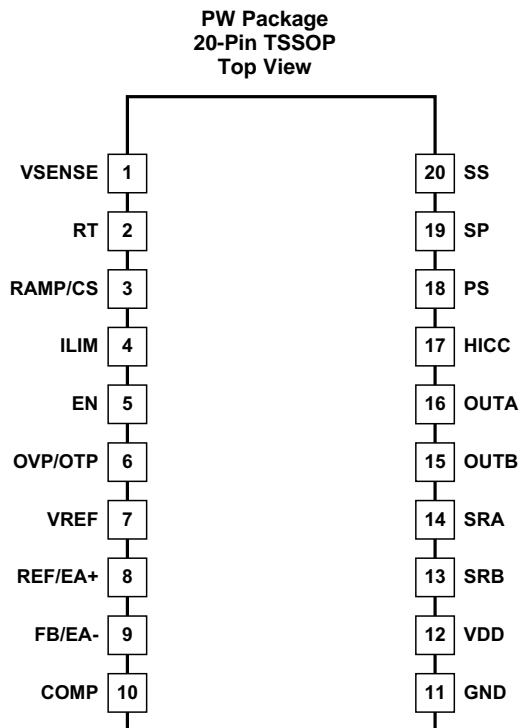 PW Package
20-Pin TSSOP
Top View
VSENSE 1 20 SS
RT 2 19 SP
RAMP/CS 3 18 PS
ILIM 4 17 HICC
EN 5 16 OUTA
OVP/OTP 6 15 OUTB
VREF 7 14 SRA
REF/EA+ 8 13 SRB
FB/EA- 9 12 VDD
COMP 10 11 GND